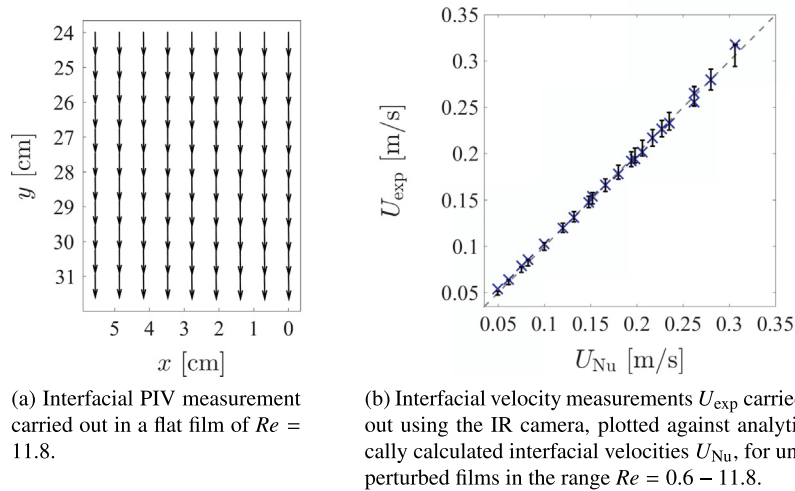 24
25
26
27
28
29
30
31
y [cm]
5 4 3 2 1 0
x [cm]
(a) Interfacial PIV measurement
carried out in a flat film of Re =
11.8.
0.35
0.3
0.25
0.2
0.15
0.1
0.05
U_exp [m/s]
0.05 0.1 0.15 0.2 0.25 0.3 0.35
U_Nu [m/s]
(b) Interfacial velocity measurements U_exp carried
out using the IR camera, plotted against analyti-
cally calculated interfacial velocities U_Nu, for un-
perturbed films in the range Re = 0.6 – 11.8.